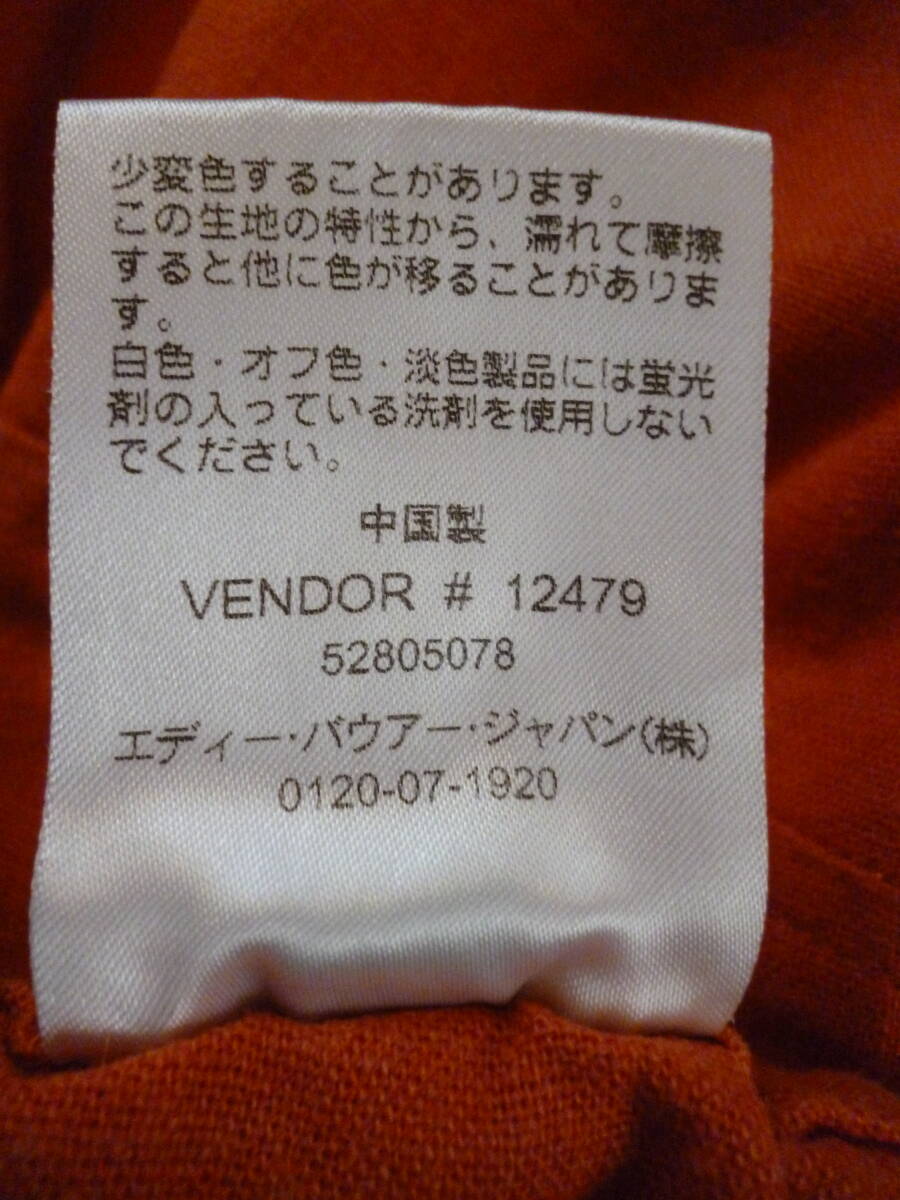 少変色することがあります。
この生地の特性から、濡れて摩擦
すると他に色が移ることがありま
す。
白色・オフ色・淡色製品には蛍光
剤の入っている洗剤を使用しない
でください。
中国製
VENDOR # 12479
52805078
エディー・バウアー・ジャパン(株)
0120-07-1920